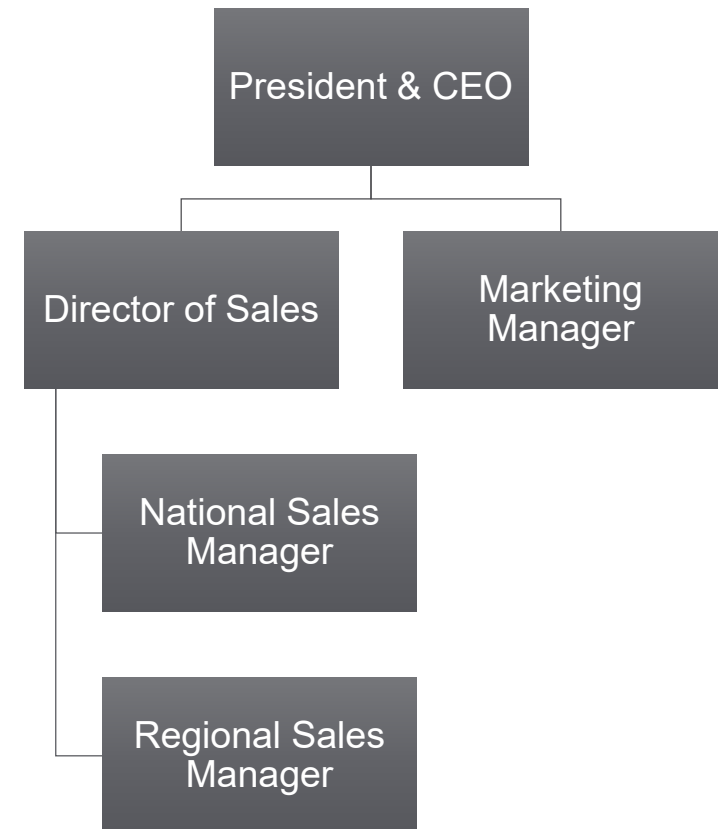 President & CEO
Director of Sales
Marketing
Manager
National Sales
Manager
Regional Sales
Manager